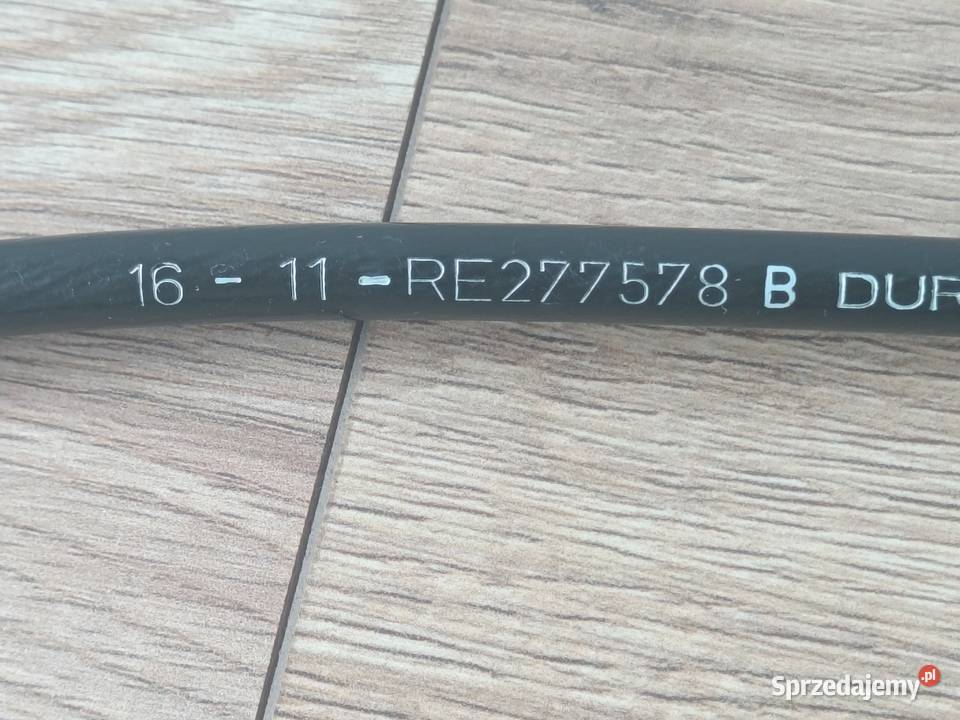 16 - 11 - RE277578 B DUR
Sprzedajemy.pl